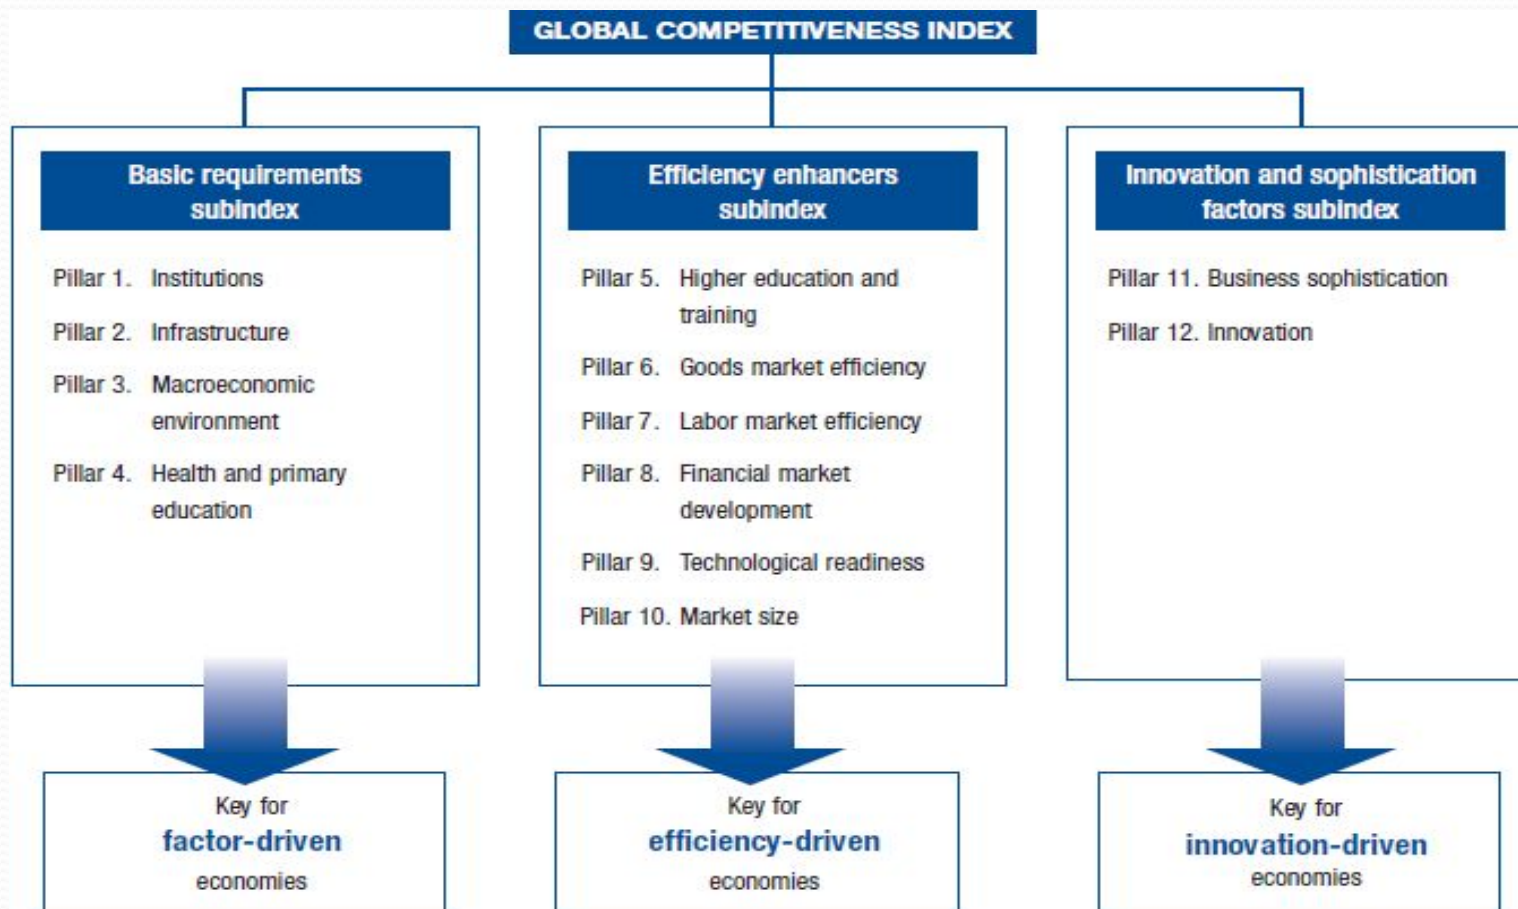 GLOBAL COMPETITIVENESS INDEX
Basic requirements
subindex
Pillar 1. Institutions
Pillar 2. Infrastructure
Pillar 3. Macroeconomic
environment
Pillar 4. Health and primary
education
Key for
factor-driven
economies
Efficiency enhancers
subindex
Pillar 5. Higher education and
training
Pillar 6. Goods market efficiency
Pillar 7. Labor market efficiency
Pillar 8. Financial market
development
Pillar 9. Technological readiness
Pillar 10. Market size
Key for
efficiency-driven
economies
Innovation and sophistication
factors subindex
Pillar 11. Business sophistication
Pillar 12. Innovation
Key for
innovation-driven
economies